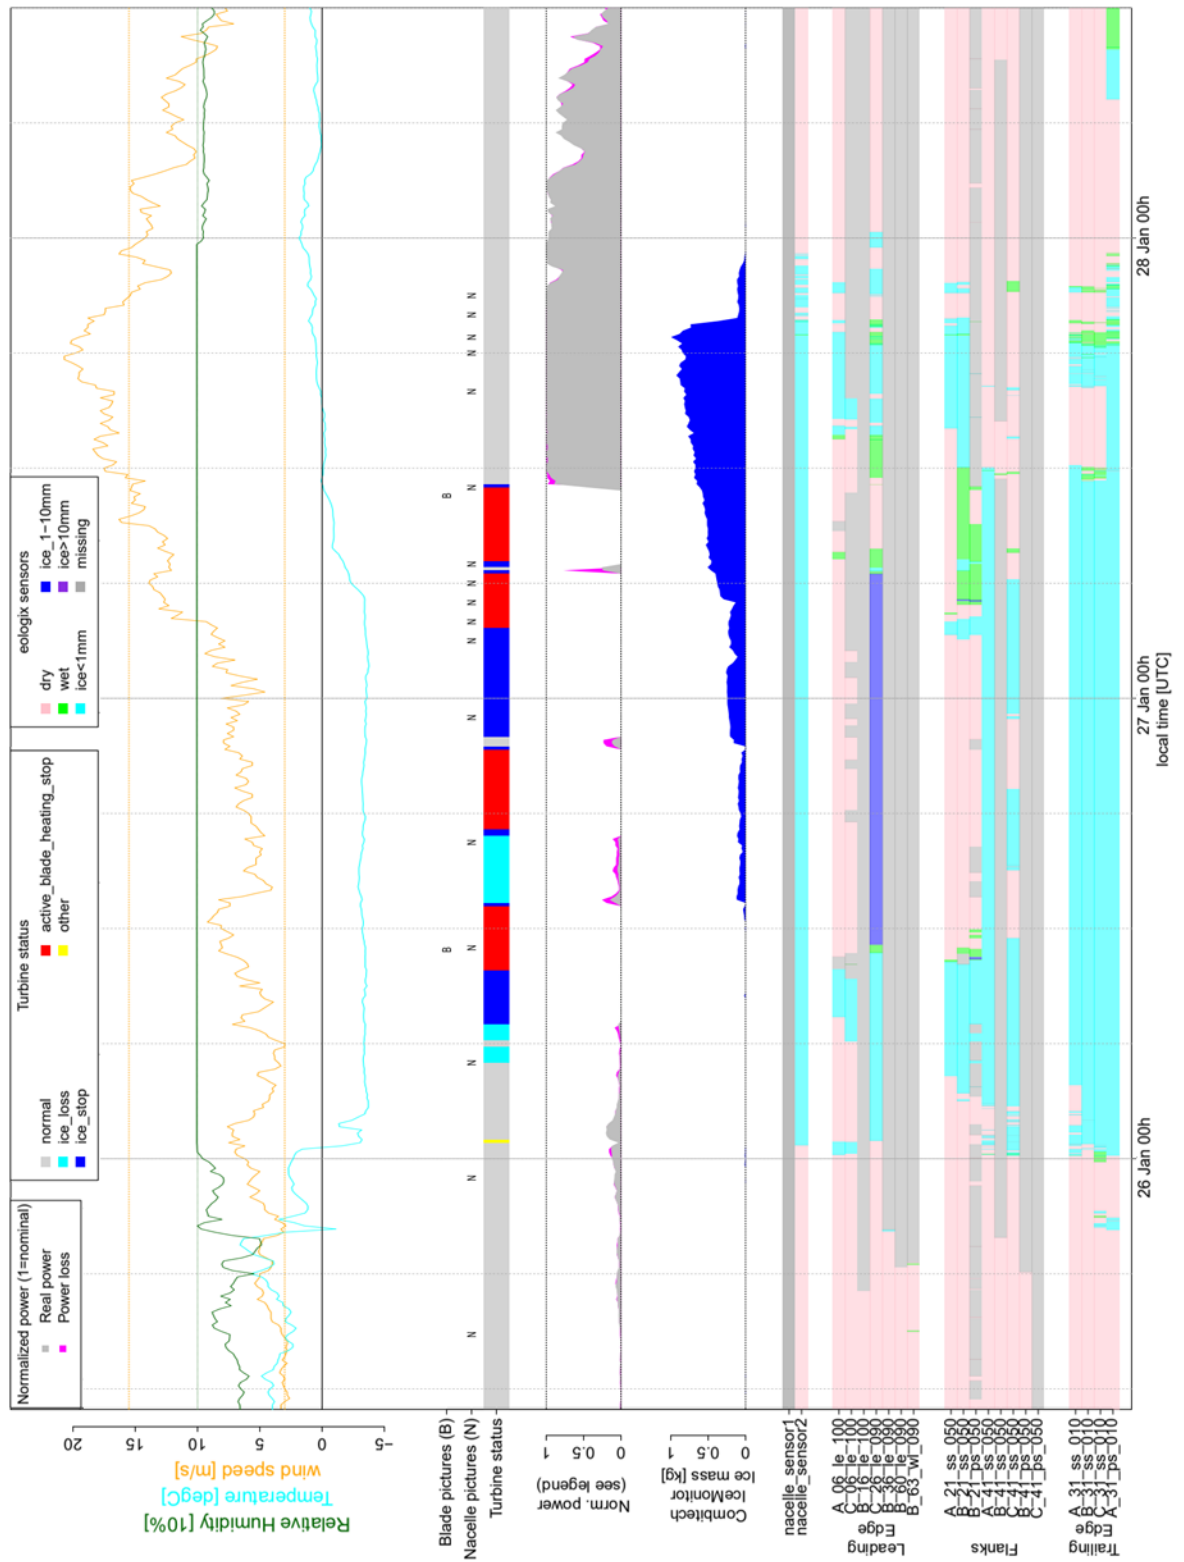 Normalized power (1=nominal)
Real power
Power loss
Turbine status
normal
ice_loss
ice_stop
active_blade_heating_stop
other
eologix sensors
dry
wet
ice<1mm
ice_1−10mm
ice>10mm
missing
Relative Humidity [10%]
Temperature [degC]
wind speed [m/s]
20
15
10
5
0
−5
Blade pictures (B)
B B
Nacelle pictures (N)
N N N N N N N N N N N N N N N N N
Turbine status
Norm. power
(see legend)
1
0.5
0
Combitech
IceMonitor
Ice mass [kg]
1
0.5
0
nacelle_sensor1
nacelle_sensor2
Leading
Edge
A_06_le_100
C_06_le_100
B_16_le_100
C_26_le_090
B_36_le_090
B_60_le_090
B_63_wl_090
Flanks
A_21_ss_050
B_21_ss_050
B_21_ps_050
A_41_ss_050
B_41_ss_050
C_41_ss_050
B_41_ps_050
C_41_ps_050
Trailing
Edge
A_31_ss_010
B_31_ss_010
C_31_ss_010
A_31_ps_010
26 Jan 00h
27 Jan 00h
28 Jan 00h
local time [UTC]